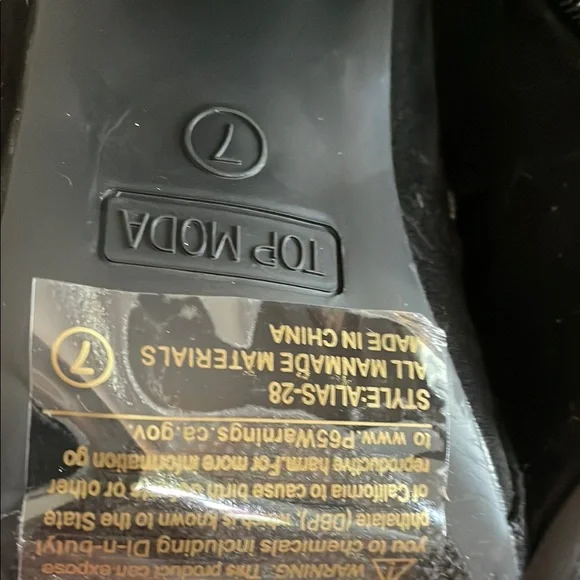 ⚠ WARNING: This product can expose
you to chemicals including Di-n-butyl
phthalate (DBP), which is known to the State
of California to cause birth defects or other
reproductive harm.For more information go
to www.P65Warnings.ca.gov.
STYLE:ALIAS-28
ALL MANMADE MATERIALS
MADE IN CHINA
7
TOP MODA
7